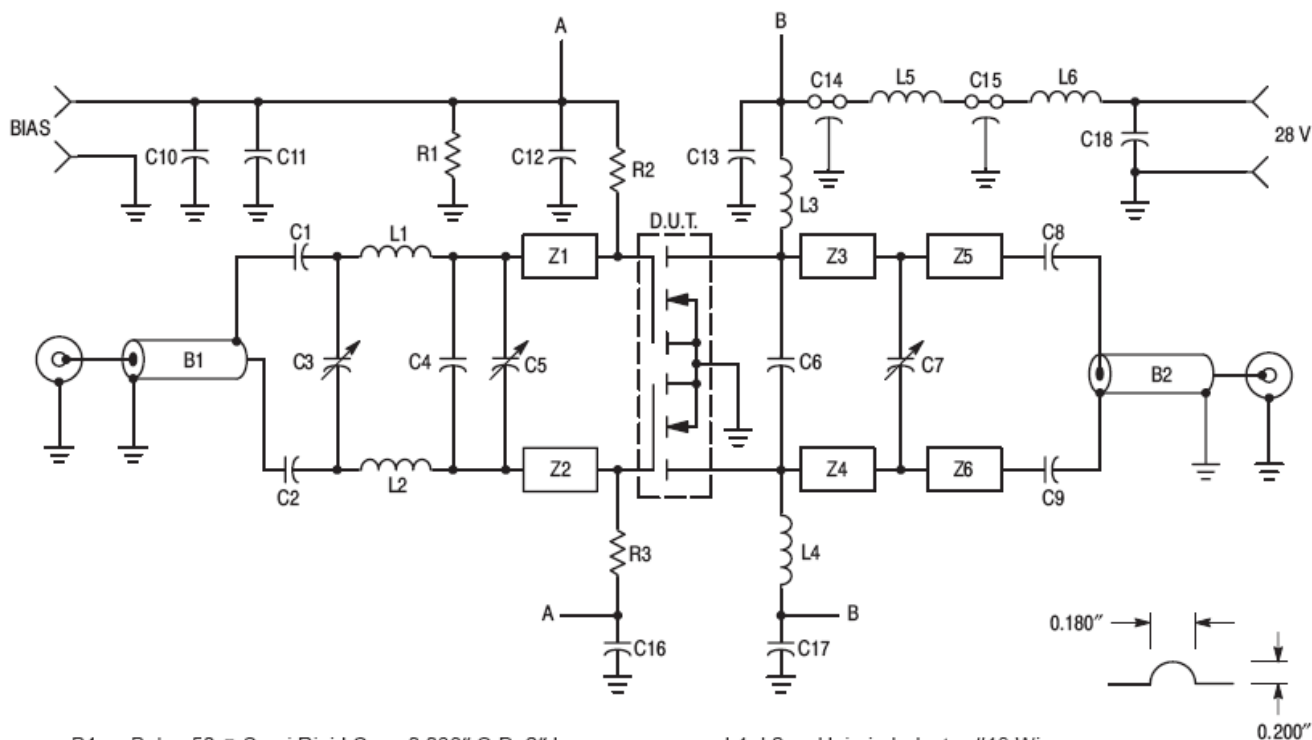 A
B
C14
L5
C15
L6
BIAS
C10
C11
R1
C12
R2
C13
C18
28 V
L3
D.U.T.
C1
L1
Z1
Z3
Z5
C8
B1
C3
C4
C5
C6
C7
B2
C2
L2
Z2
Z4
Z6
C9
R3
L4
A
B
C16
C17
0.180″
0.200″